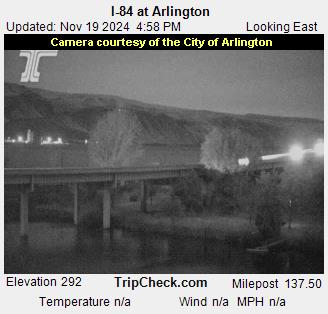 I-84 at Arlington
Updated: Nov 19 2024 4:58 PM Looking East
Camera courtesy of the City of Arlington
Elevation 292 TripCheck.com Milepost 137.50
Temperature n/a Wind n/a MPH n/a